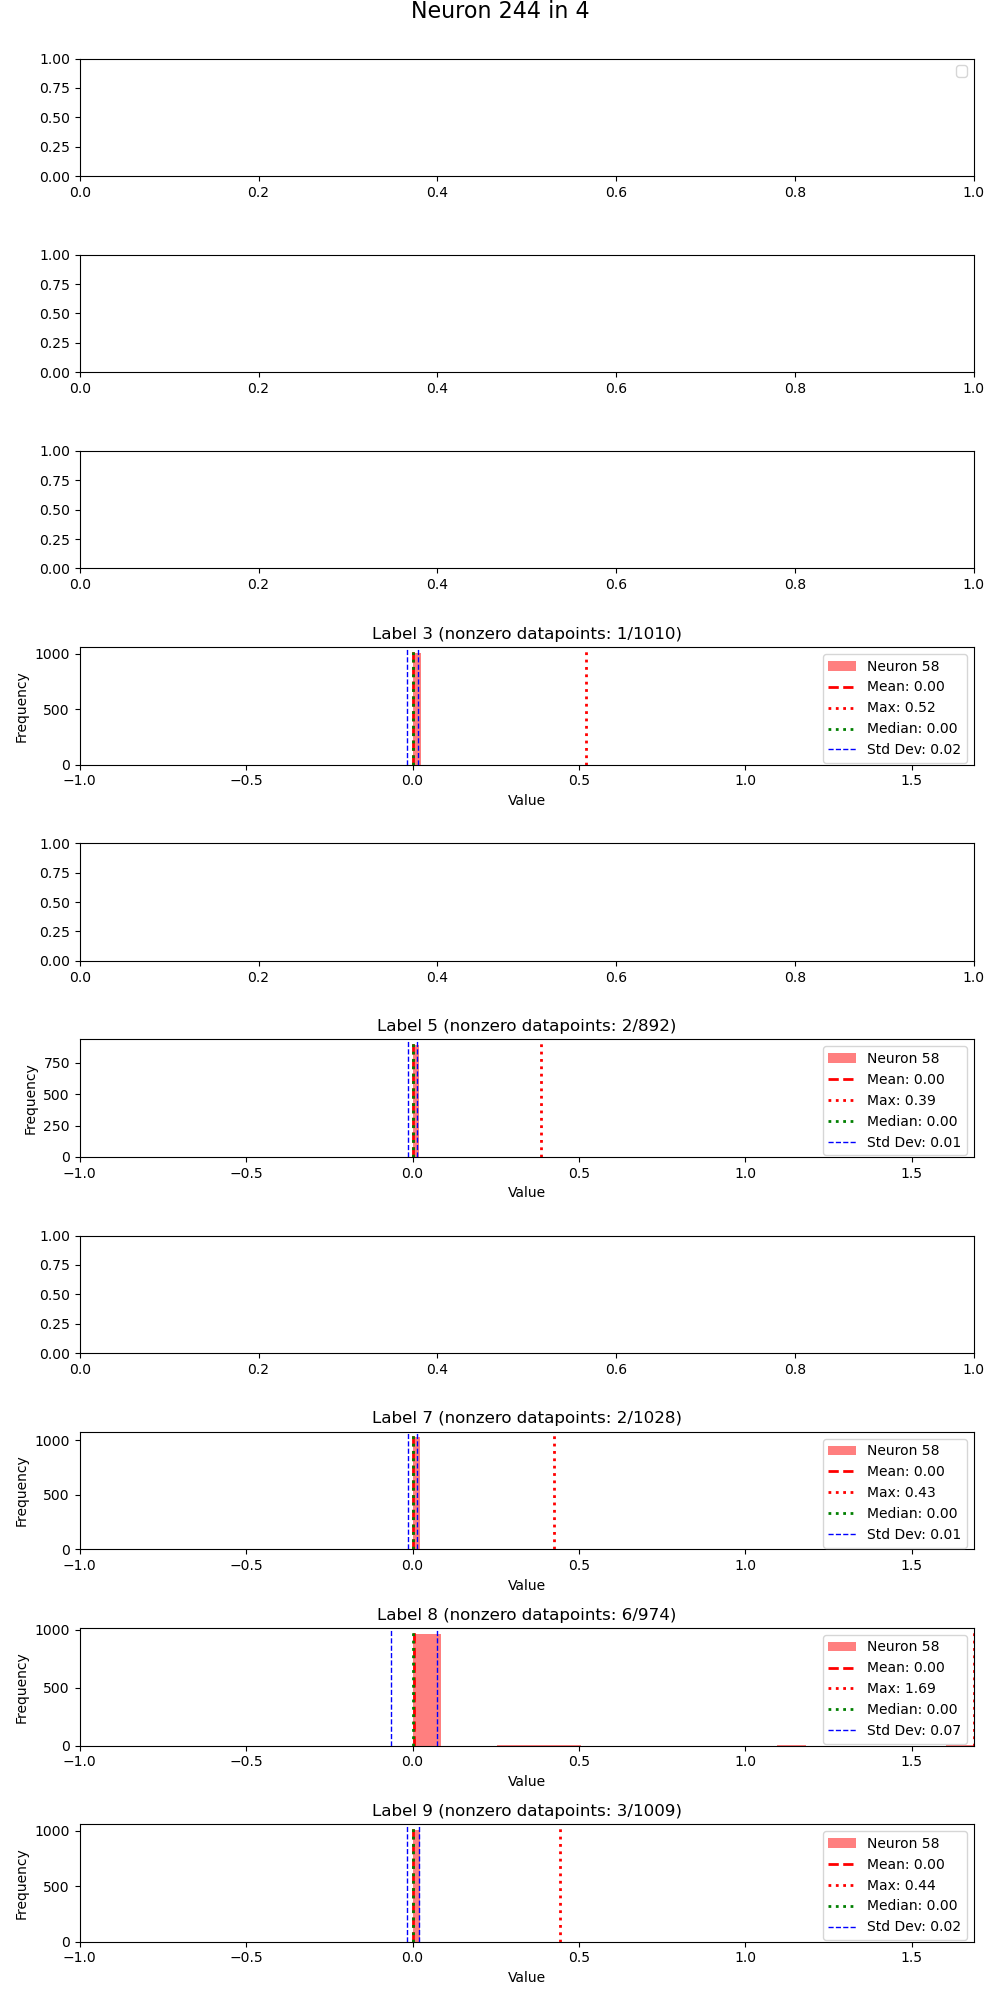 Neuron 244 in 4
1.00
0.75
0.50
0.25
0.00
0.0 0.2 0.4 0.6 0.8 1.0
1.00
0.75
0.50
0.25
0.00
0.0 0.2 0.4 0.6 0.8 1.0
1.00
0.75
0.50
0.25
0.00
0.0 0.2 0.4 0.6 0.8 1.0
Label 3 (nonzero datapoints: 1/1010)
Frequency
1000
500
0
Neuron 58
Mean: 0.00
Max: 0.52
Median: 0.00
Std Dev: 0.02
−1.0 −0.5 0.0 0.5 1.0 1.5
Value
1.00
0.75
0.50
0.25
0.00
0.0 0.2 0.4 0.6 0.8 1.0
Label 5 (nonzero datapoints: 2/892)
Frequency
750
500
250
0
Neuron 58
Mean: 0.00
Max: 0.39
Median: 0.00
Std Dev: 0.01
−1.0 −0.5 0.0 0.5 1.0 1.5
Value
1.00
0.75
0.50
0.25
0.00
0.0 0.2 0.4 0.6 0.8 1.0
Label 7 (nonzero datapoints: 2/1028)
Frequency
1000
500
0
Neuron 58
Mean: 0.00
Max: 0.43
Median: 0.00
Std Dev: 0.01
−1.0 −0.5 0.0 0.5 1.0 1.5
Value
Label 8 (nonzero datapoints: 6/974)
Frequency
1000
500
0
Neuron 58
Mean: 0.00
Max: 1.69
Median: 0.00
Std Dev: 0.07
−1.0 −0.5 0.0 0.5 1.0 1.5
Value
Label 9 (nonzero datapoints: 3/1009)
Frequency
1000
500
0
Neuron 58
Mean: 0.00
Max: 0.44
Median: 0.00
Std Dev: 0.02
−1.0 −0.5 0.0 0.5 1.0 1.5
Value